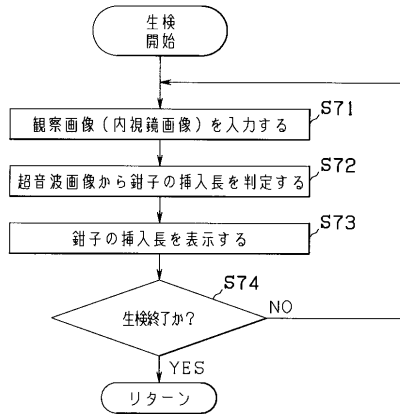 生検
開始
S71
観察画像(内視鏡画像)を入力する
S72
超音波画像から鉗子の挿入長を判定する
S73
鉗子の挿入長を表示する
S74
生検終了か?
NO
YES
リターン